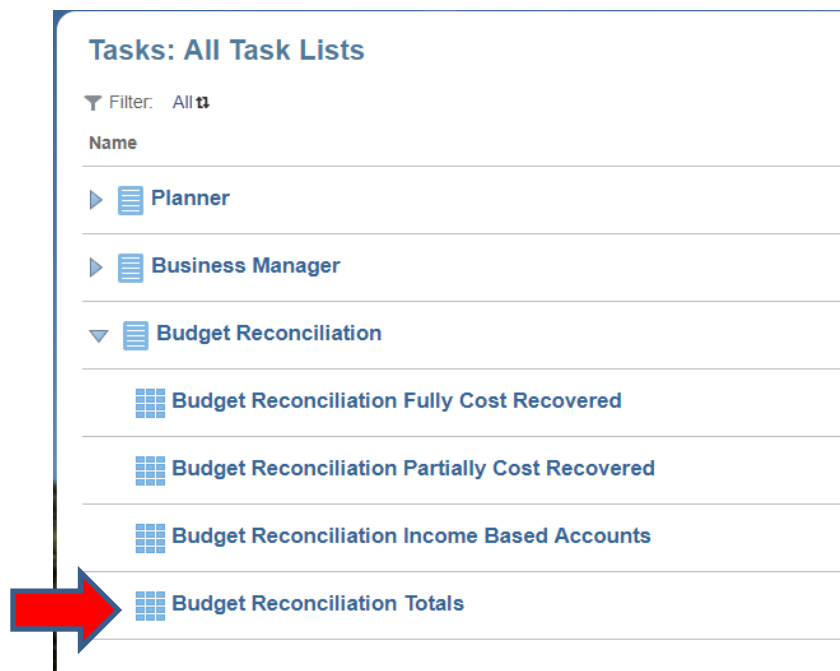 Tasks: All Task Lists
Filter: All
Name
Planner
Business Manager
Budget Reconciliation
Budget Reconciliation Fully Cost Recovered
Budget Reconciliation Partially Cost Recovered
Budget Reconciliation Income Based Accounts
Budget Reconciliation Totals